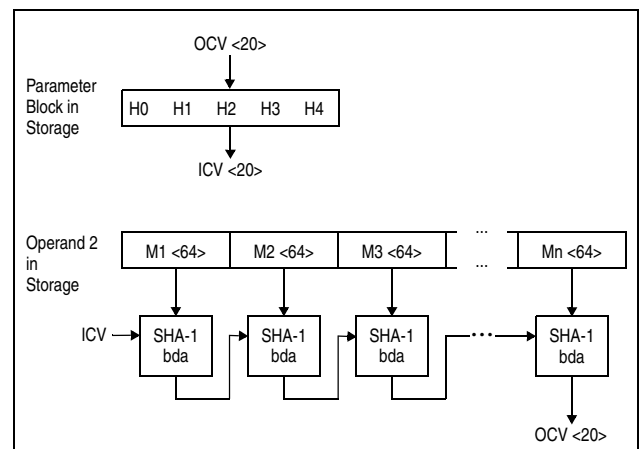 OCV <20>
Parameter
Block in
Storage
H0 H1 H2 H3 H4
ICV <20>
Operand 2
in
Storage
M1 <64> M2 <64> M3 <64> ... ... Mn <64>
ICV
SHA-1
bda
SHA-1
bda
SHA-1
bda
...
SHA-1
bda
OCV <20>